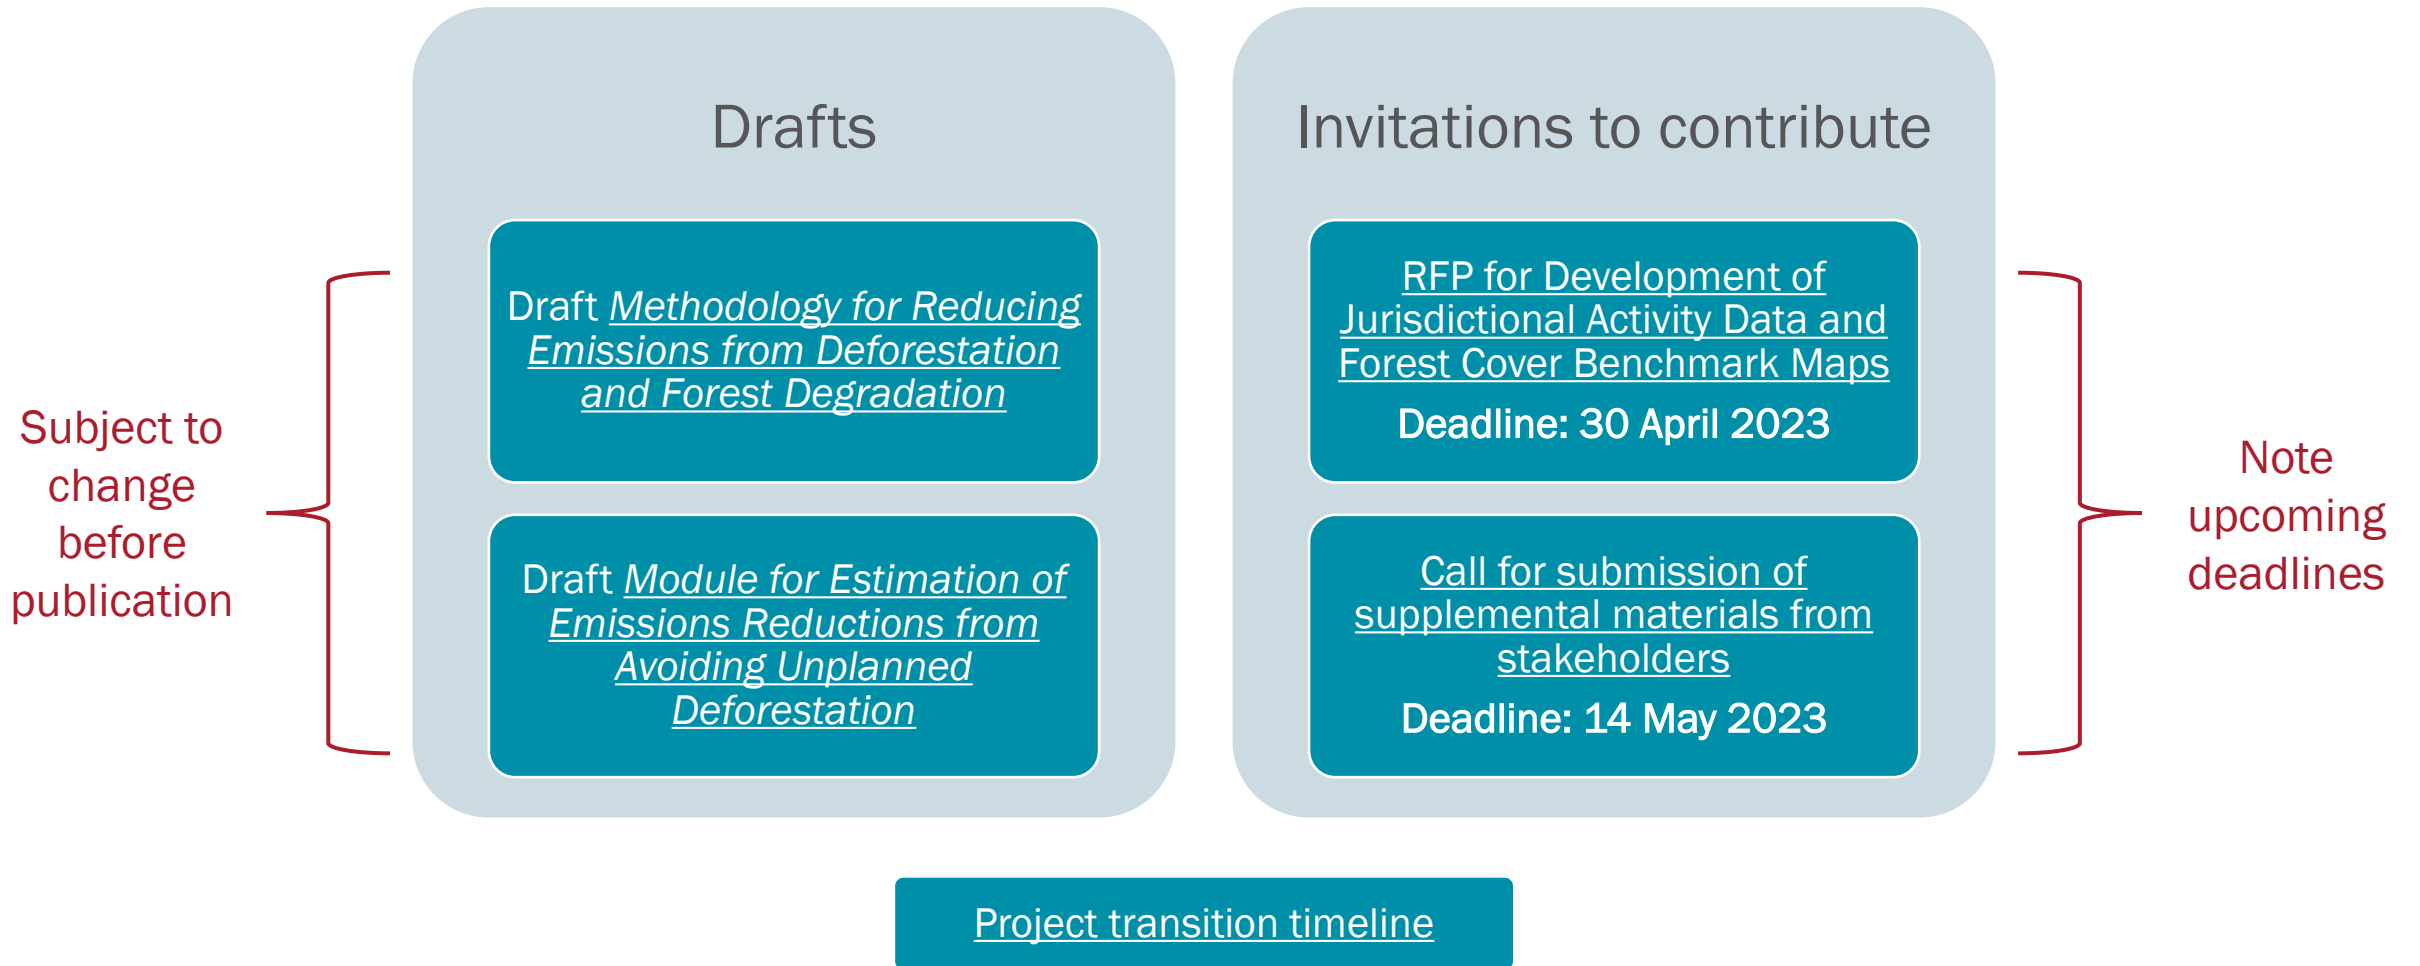 Drafts
Draft Methodology for Reducing
Emissions from Deforestation
and Forest Degradation
Draft Module for Estimation of
Emissions Reductions from
Avoiding Unplanned
Deforestation
Subject to
change
before
publication
Invitations to contribute
RFP for Development of
Jurisdictional Activity Data and
Forest Cover Benchmark Maps
Deadline: 30 April 2023
Call for submission of
supplemental materials from
stakeholders
Deadline: 14 May 2023
Note
upcoming
deadlines
Project transition timeline